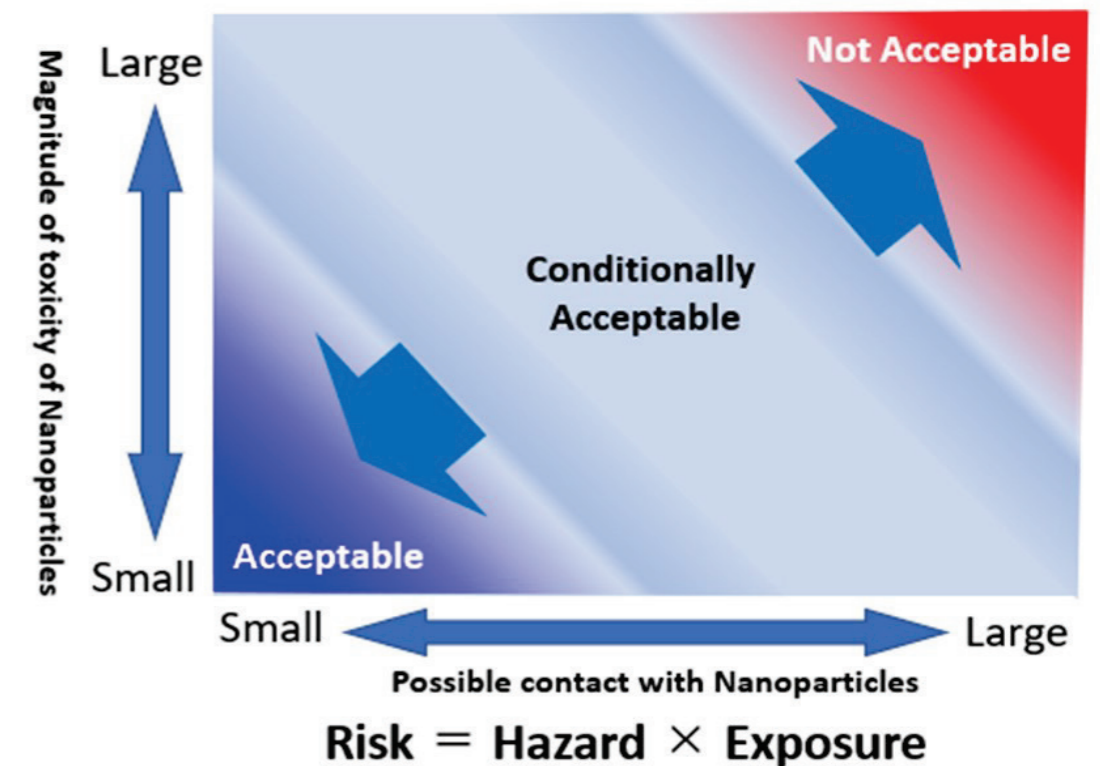 Magnitude of toxicity of Nanoparticles
Large
Small
Not Acceptable
Conditionally
Acceptable
Acceptable
Small
Large
Possible contact with Nanoparticles
Risk = Hazard × Exposure